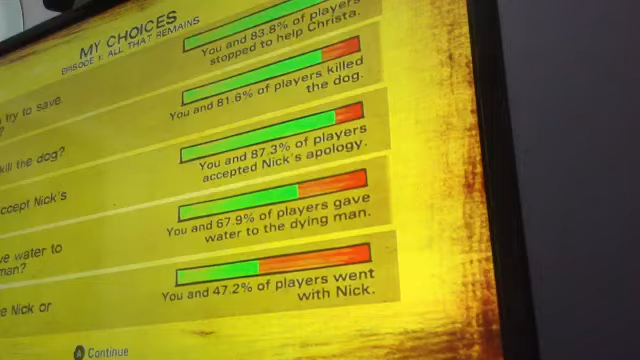 MY CHOICES
EPISODE 1: ALL THAT REMAINS
try to save
?
You and 83.8% of players
stopped to help Christa.
You and 81.6% of players killed
the dog.
kill the dog?
You and 87.3% of players
accepted Nick's apology.
ccept Nick's
You and 67.9% of players gave
water to the dying man.
ve water to
man?
You and 47.2% of players went
with Nick.
e Nick or
A Continue